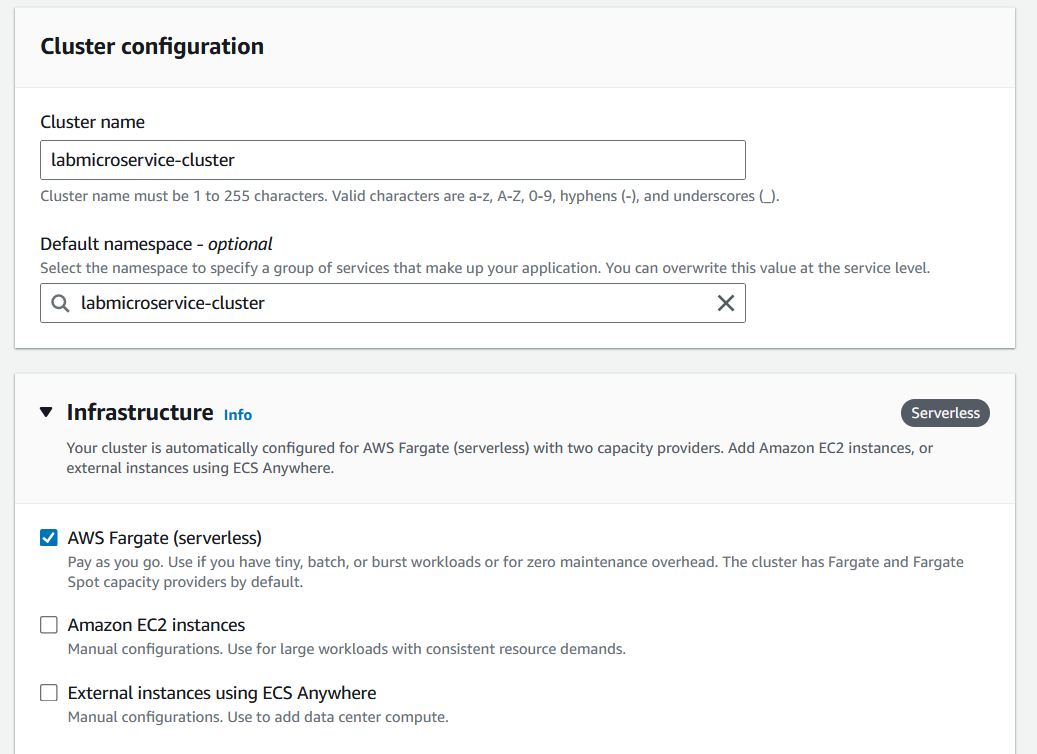 Cluster configuration
Cluster name
labmicroservice-cluster
Cluster name must be 1 to 255 characters. Valid characters are a-z, A-Z, 0-9, hyphens (-), and underscores (_).
Default namespace - optional
Select the namespace to specify a group of services that make up your application. You can overwrite this value at the service level.
labmicroservice-cluster
Infrastructure Info
Serverless
Your cluster is automatically configured for AWS Fargate (serverless) with two capacity providers. Add Amazon EC2 instances, or
external instances using ECS Anywhere.
AWS Fargate (serverless)
Pay as you go. Use if you have tiny, batch, or burst workloads or for zero maintenance overhead. The cluster has Fargate and Fargate
Spot capacity providers by default.
Amazon EC2 instances
Manual configurations. Use for large workloads with consistent resource demands.
External instances using ECS Anywhere
Manual configurations. Use to add data center compute.